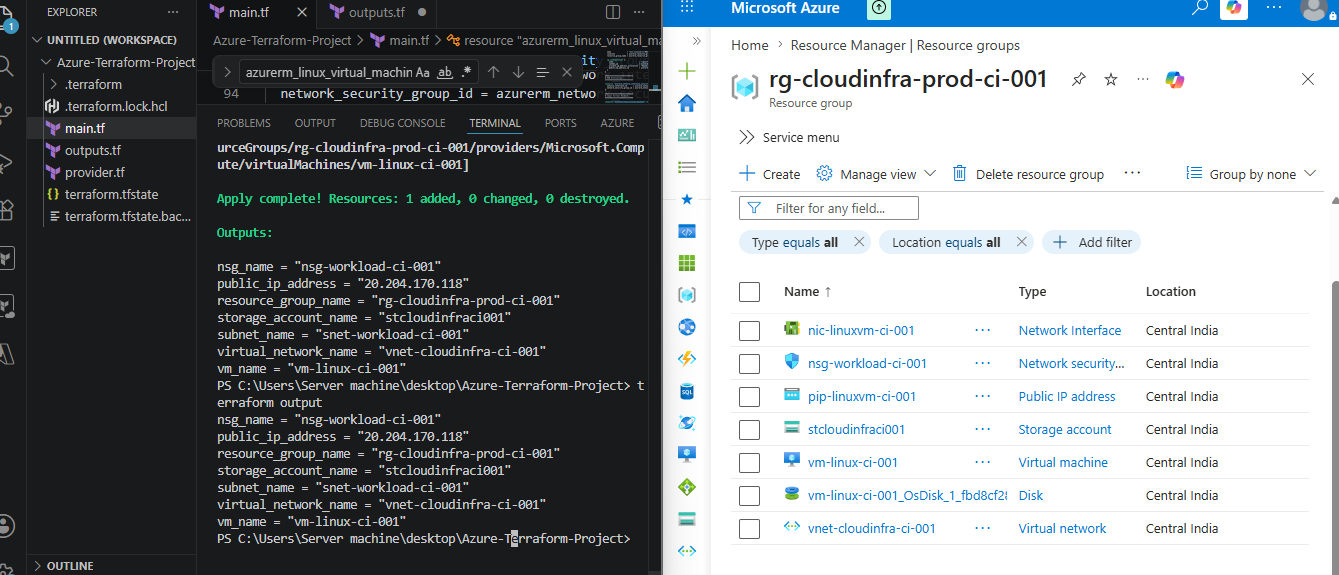 EXPLORER
UNTITLED (WORKSPACE)
Azure-Terraform-Project
.terraform
.terraform.lock.hcl
main.tf
outputs.tf
provider.tf
terraform.tfstate
terraform.tfstate.bac...
OUTLINE
1
main.tf
outputs.tf
Azure-Terraform-Project > main.tf > resource "azurerm_linux_virtual_ma
azurerm_linux_virtual_machin Aa ab .*
94 network_security_group_id = azurerm_netwo
PROBLEMS OUTPUT DEBUG CONSOLE TERMINAL PORTS AZURE
urceGroups/rg-cloudinfra-prod-ci-001/providers/Microsoft.Comp
ute/virtualMachines/vm-linux-ci-001]
Apply complete! Resources: 1 added, 0 changed, 0 destroyed.
Outputs:
nsg_name = "nsg-workload-ci-001"
public_ip_address = "20.204.170.118"
resource_group_name = "rg-cloudinfra-prod-ci-001"
storage_account_name = "stcloudinfraci001"
subnet_name = "snet-workload-ci-001"
virtual_network_name = "vnet-cloudinfra-ci-001"
vm_name = "vm-linux-ci-001"
PS C:\Users\Server machine\desktop\Azure-Terraform-Project> t
erraform output
nsg_name = "nsg-workload-ci-001"
public_ip_address = "20.204.170.118"
resource_group_name = "rg-cloudinfra-prod-ci-001"
storage_account_name = "stcloudinfraci001"
subnet_name = "snet-workload-ci-001"
virtual_network_name = "vnet-cloudinfra-ci-001"
vm_name = "vm-linux-ci-001"
PS C:\Users\Server machine\desktop\Azure-Terraform-Project>
Microsoft Azure
Home > Resource Manager | Resource groups
rg-cloudinfra-prod-ci-001
Resource group
Service menu
Create Manage view Delete resource group Group by none
Filter for any field...
Type equals all Location equals all Add filter
Name ↑ Type Location
nic-linuxvm-ci-001 Network Interface Central India
nsg-workload-ci-001 Network security... Central India
pip-linuxvm-ci-001 Public IP address Central India
stcloudinfraci001 Storage account Central India
vm-linux-ci-001 Virtual machine Central India
vm-linux-ci-001_OsDisk_1_fbd8cf28 Disk Central India
vnet-cloudinfra-ci-001 Virtual network Central India
SQL